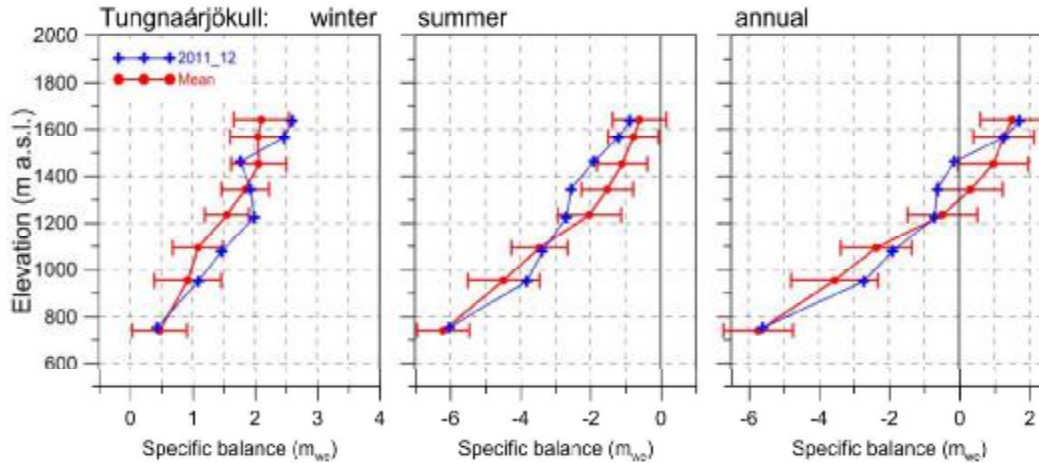 Tungnaárjökull: winter summer annual
2000
1800
1600
1400
1200
1000
800
600
Elevation (m a.s.l.)
2011_12
Mean
0 1 2 3 4
-6 -4 -2 0
-6 -4 -2 0 2
Specific balance (mwe) Specific balance (mwe) Specific balance (mwe)